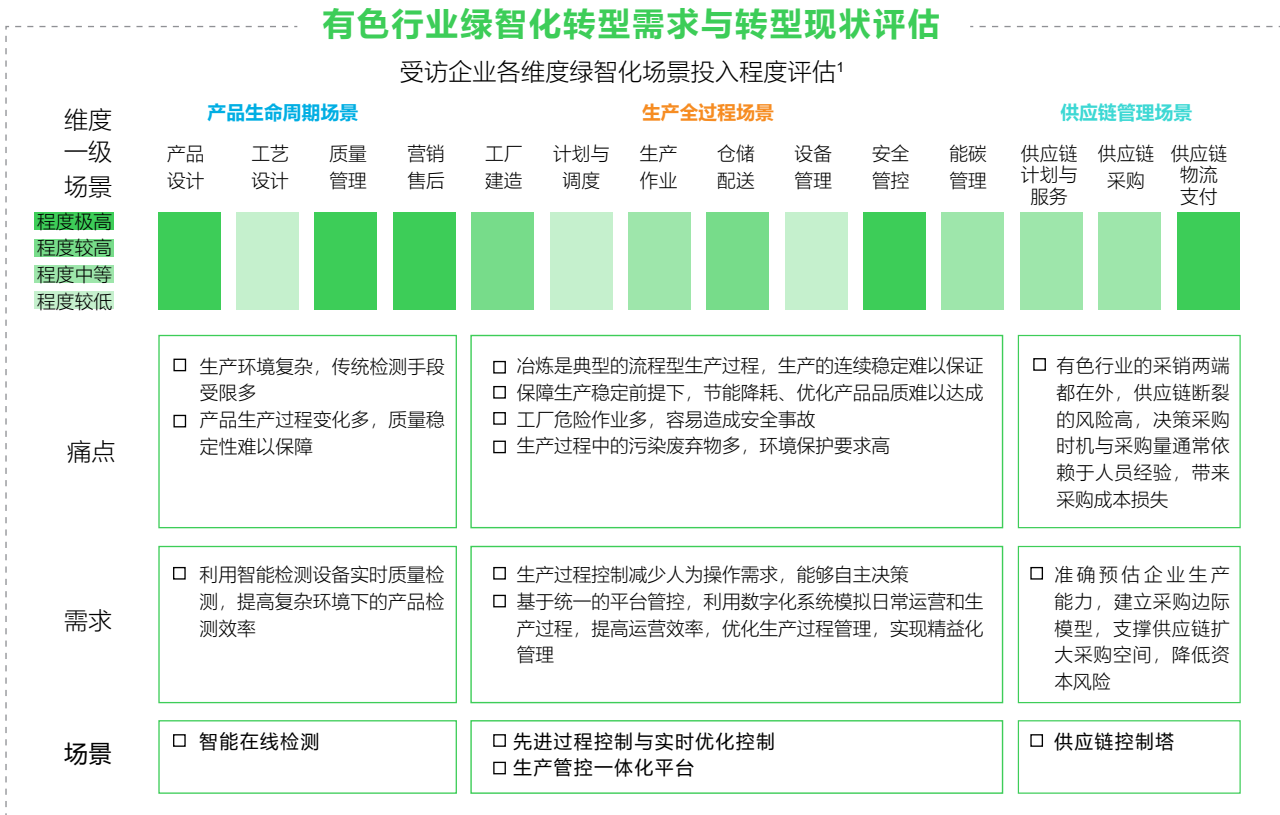 有色行业绿智化转型需求与转型现状评估
受访企业各维度绿智化场景投入程度评估1
维度
产品生命周期场景
生产全过程场景
供应链管理场景
一级
场景
产品
设计
工艺
设计
质量
管理
营销
售后
工厂
建造
计划与
调度
生产
作业
仓储
配送
设备
管理
安全
管控
能碳
管理
供应链
计划与
服务
供应链
采购
供应链
物流
支付
程度极高
程度较高
程度中等
程度较低
痛点
生产环境复杂，传统检测手段
受限多
产品生产过程变化多，质量稳
定性难以保障
冶炼是典型的流程型生产过程，生产的连续稳定难以保证
保障生产稳定前提下，节能降耗、优化产品品质难以达成
工厂危险作业多，容易造成安全事故
生产过程中的污染废弃物多，环境保护要求高
有色行业的采销两端
都在外，供应链断裂
的风险高，决策采购
时机与采购量通常依
赖于人员经验，带来
采购成本损失
需求
利用智能检测设备实时质量检
测，提高复杂环境下的产品检
测效率
生产过程控制减少人为操作需求，能够自主决策
基于统一的平台管控，利用数字化系统模拟日常运营和生
产过程，提高运营效率，优化生产过程管理，实现精益化
管理
准确预估企业生产
能力，建立采购边际
模型，支撑供应链扩
大采购空间，降低资
本风险
场景
智能在线检测
先进过程控制与实时优化控制
生产管控一体化平台
供应链控制塔